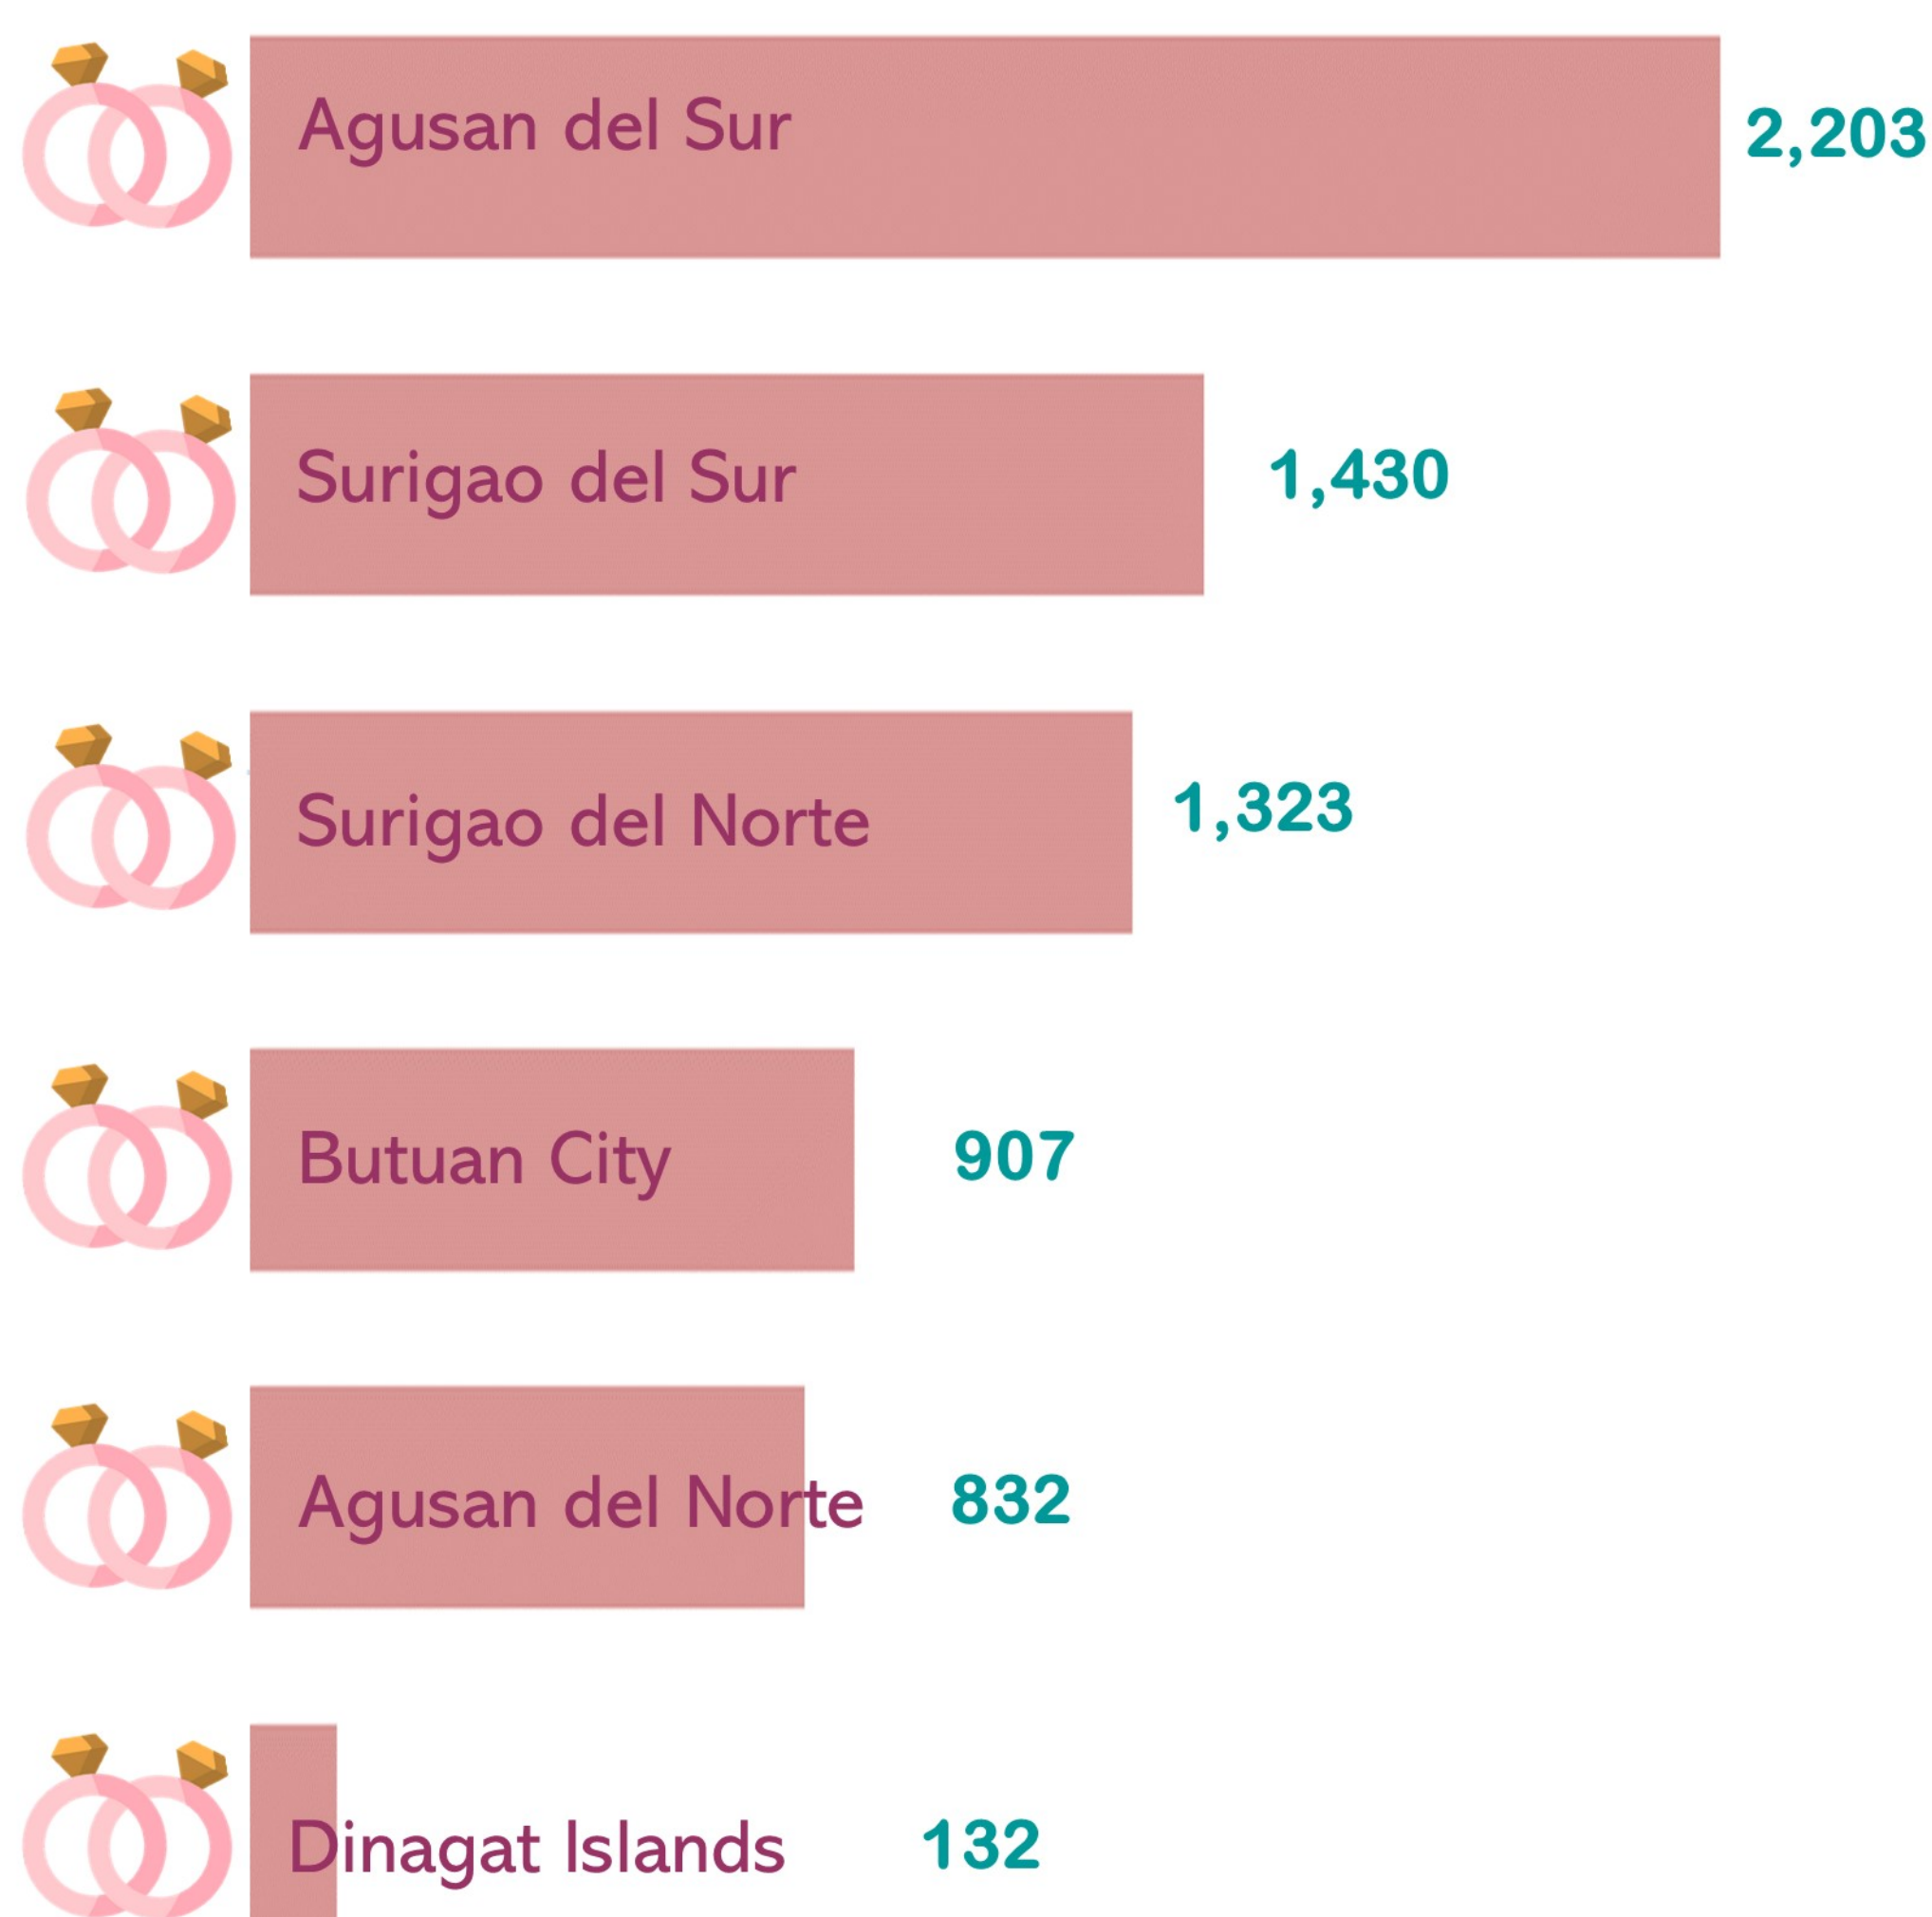 Agusan del Sur 2,203
Surigao del Sur 1,430
Surigao del Norte 1,323
Butuan City 907
Agusan del Norte 832
Dinagat Islands 132